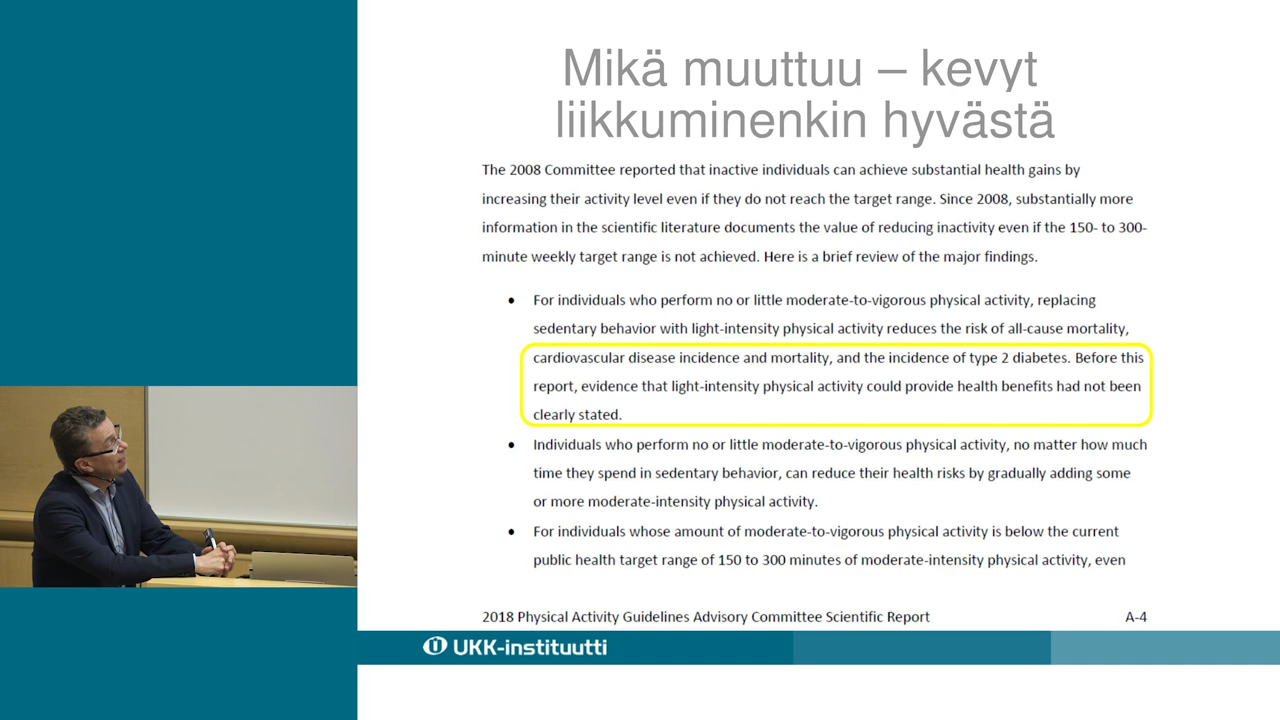 Mikä muuttuu – kevyt
liikkuminenkin hyvästä
The 2008 Committee reported that inactive individuals can achieve substantial health gains by
increasing their activity level even if they do not reach the target range. Since 2008, substantially more
information in the scientific literature documents the value of reducing inactivity even if the 150- to 300-
minute weekly target range is not achieved. Here is a brief review of the major findings.
• For individuals who perform no or little moderate-to-vigorous physical activity, replacing
sedentary behavior with light-intensity physical activity reduces the risk of all-cause mortality,
cardiovascular disease incidence and mortality, and the incidence of type 2 diabetes. Before this
report, evidence that light-intensity physical activity could provide health benefits had not been
clearly stated.
• Individuals who perform no or little moderate-to-vigorous physical activity, no matter how much
time they spend in sedentary behavior, can reduce their health risks by gradually adding some
or more moderate-intensity physical activity.
• For individuals whose amount of moderate-to-vigorous physical activity is below the current
public health target range of 150 to 300 minutes of moderate-intensity physical activity, even
2018 Physical Activity Guidelines Advisory Committee Scientific Report A-4
UKK-instituutti